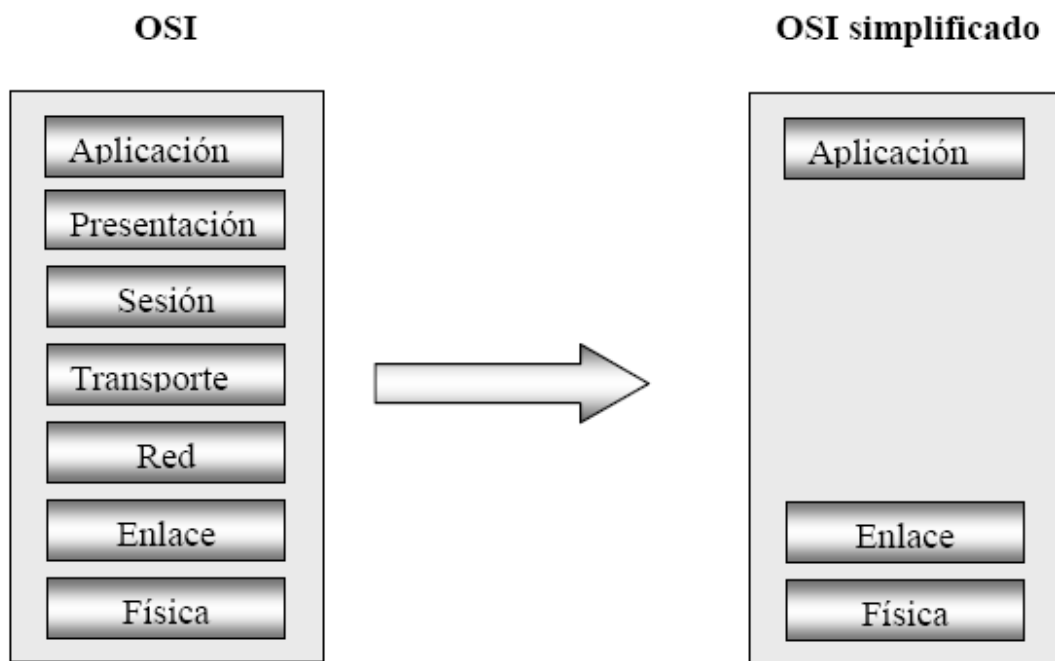 OSI
Aplicación
Presentación
Sesión
Transporte
Red
Enlace
Física
OSI simplificado
Aplicación
Enlace
Física